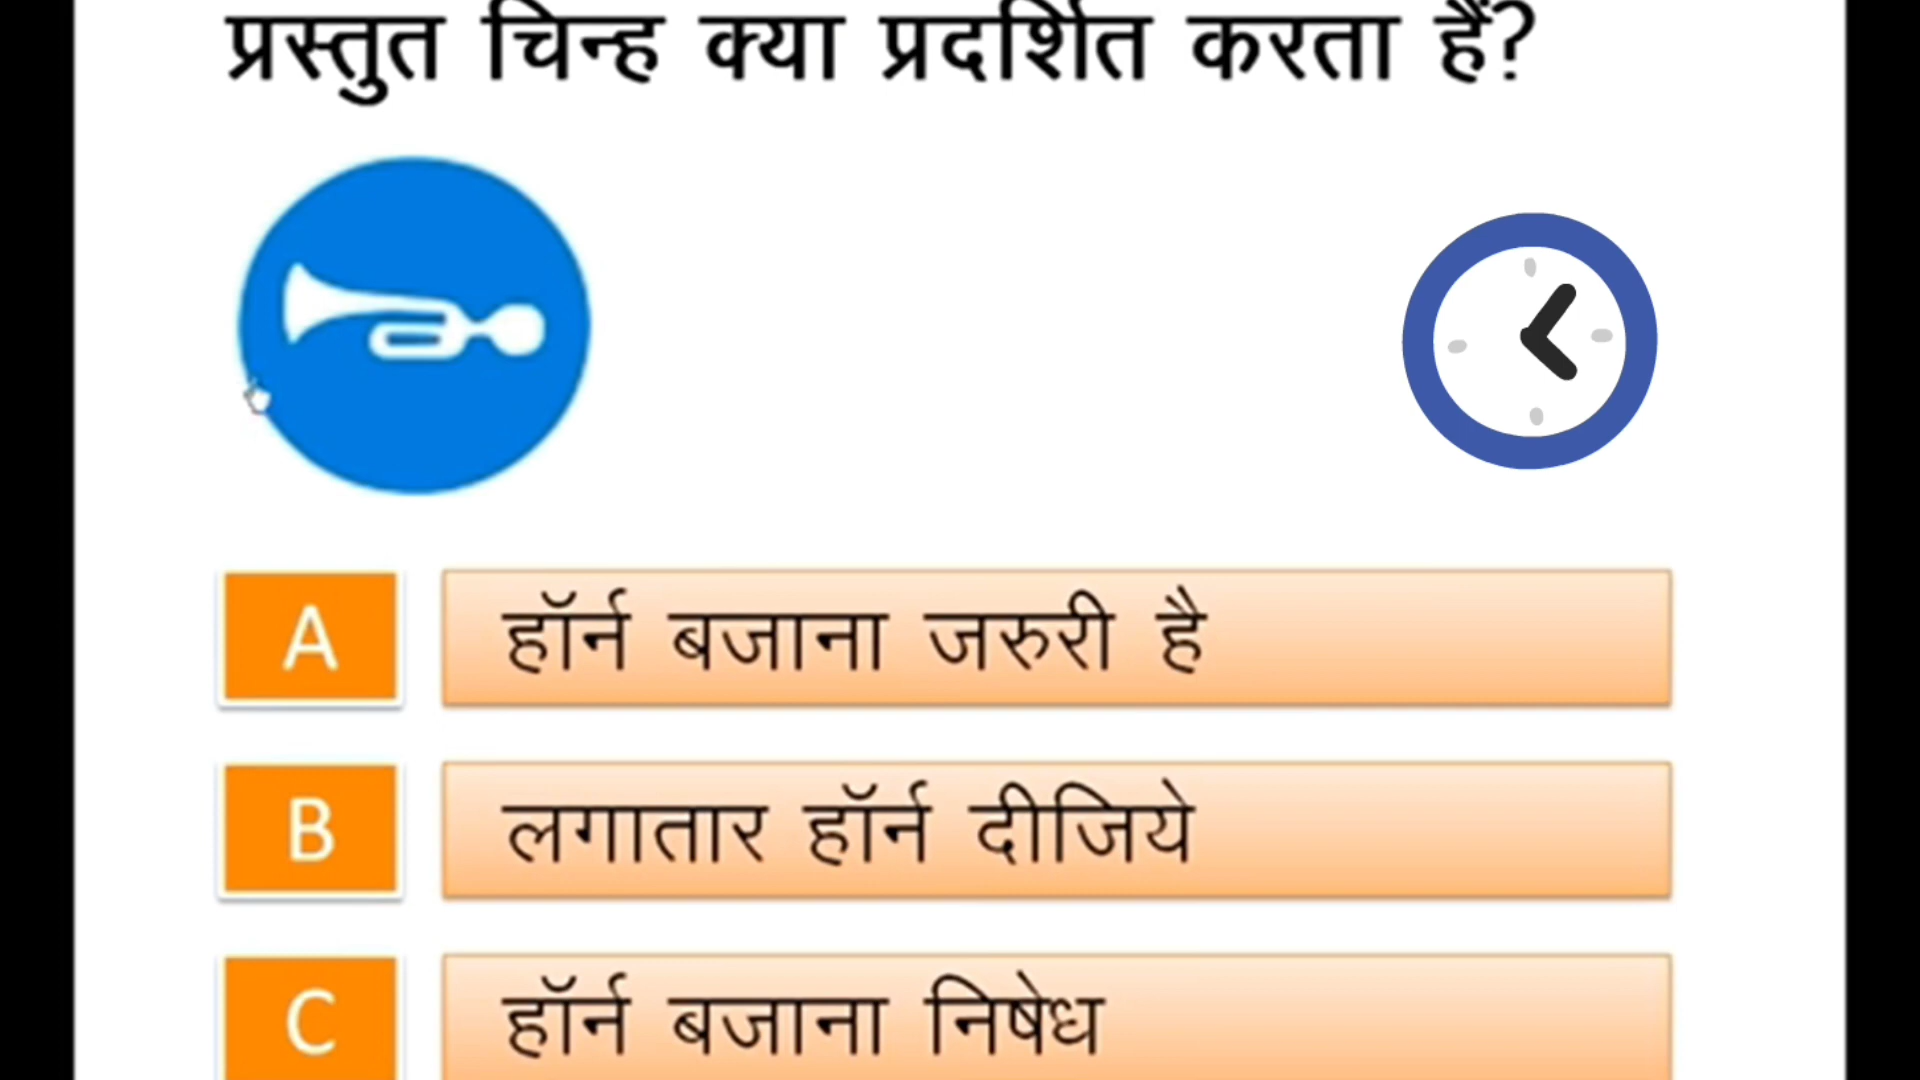 प्रस्तुत चिन्ह क्या प्रदर्शित करता हैं?
A हॉर्न बजाना जरुरी है
B लगातार हॉर्न दीजिये
C हॉर्न बजाना निषेध